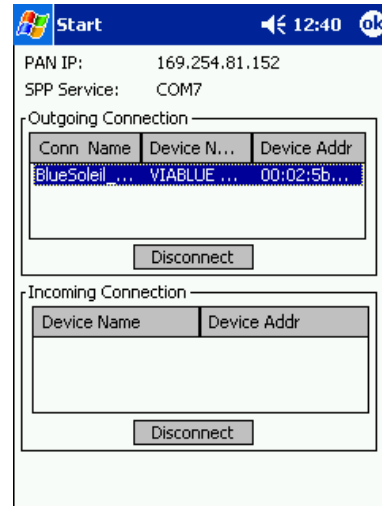 Start 12:40 ok
PAN IP: 169.254.81.152
SPP Service: COM7
Outgoing Connection
Conn Name Device N... Device Addr
BlueSoleil_... VIABLUE ... 00:02:5b...
Disconnect
Incoming Connection
Device Name Device Addr
Disconnect